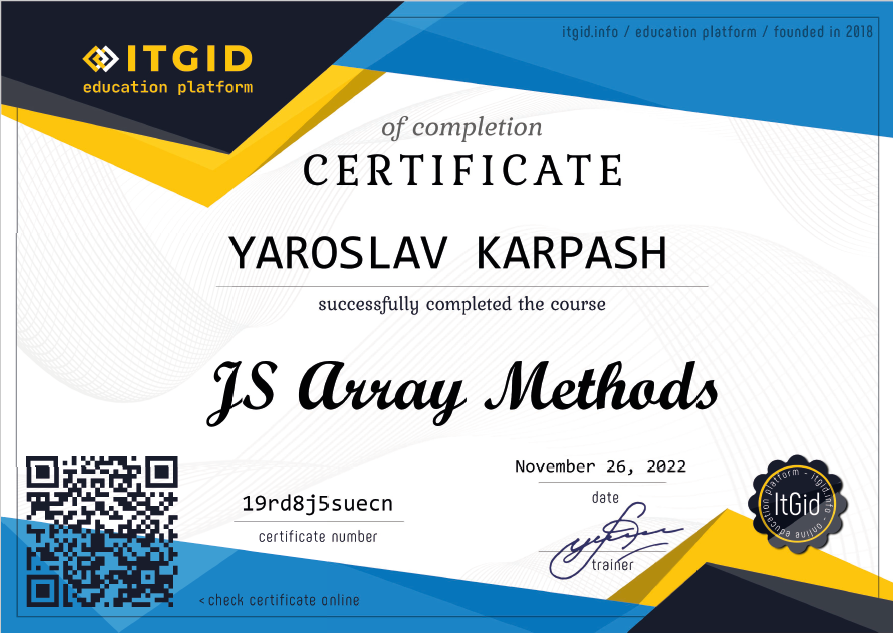 itgid.info / education platform / founded in 2018
ITGID
education platform
of completion
CERTIFICATE
YAROSLAV KARPASH
successfully completed the course
JS Array Methods
November 26, 2022
date
19rd8j5suecn
certificate number
trainer
<check certificate online
platform - itgid.info - online education
ItGid